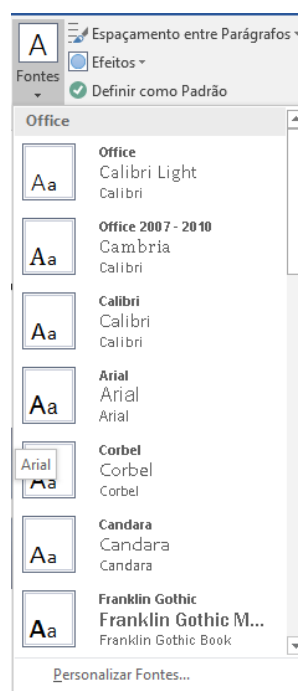 A
Fontes
Espaçamento entre Parágrafos
Efeitos
Definir como Padrão
Office
Aa
Office
Calibri Light
Calibri
Aa
Office 2007 - 2010
Cambria
Calibri
Aa
Calibri
Calibri
Calibri
Aa
Arial
Arial
Arial
Arial
Aa
Corbel
Corbel
Corbel
Aa
Candara
Candara
Candara
Aa
Franklin Gothic
Franklin Gothic M...
Franklin Gothic Book
Personalizar Fontes...